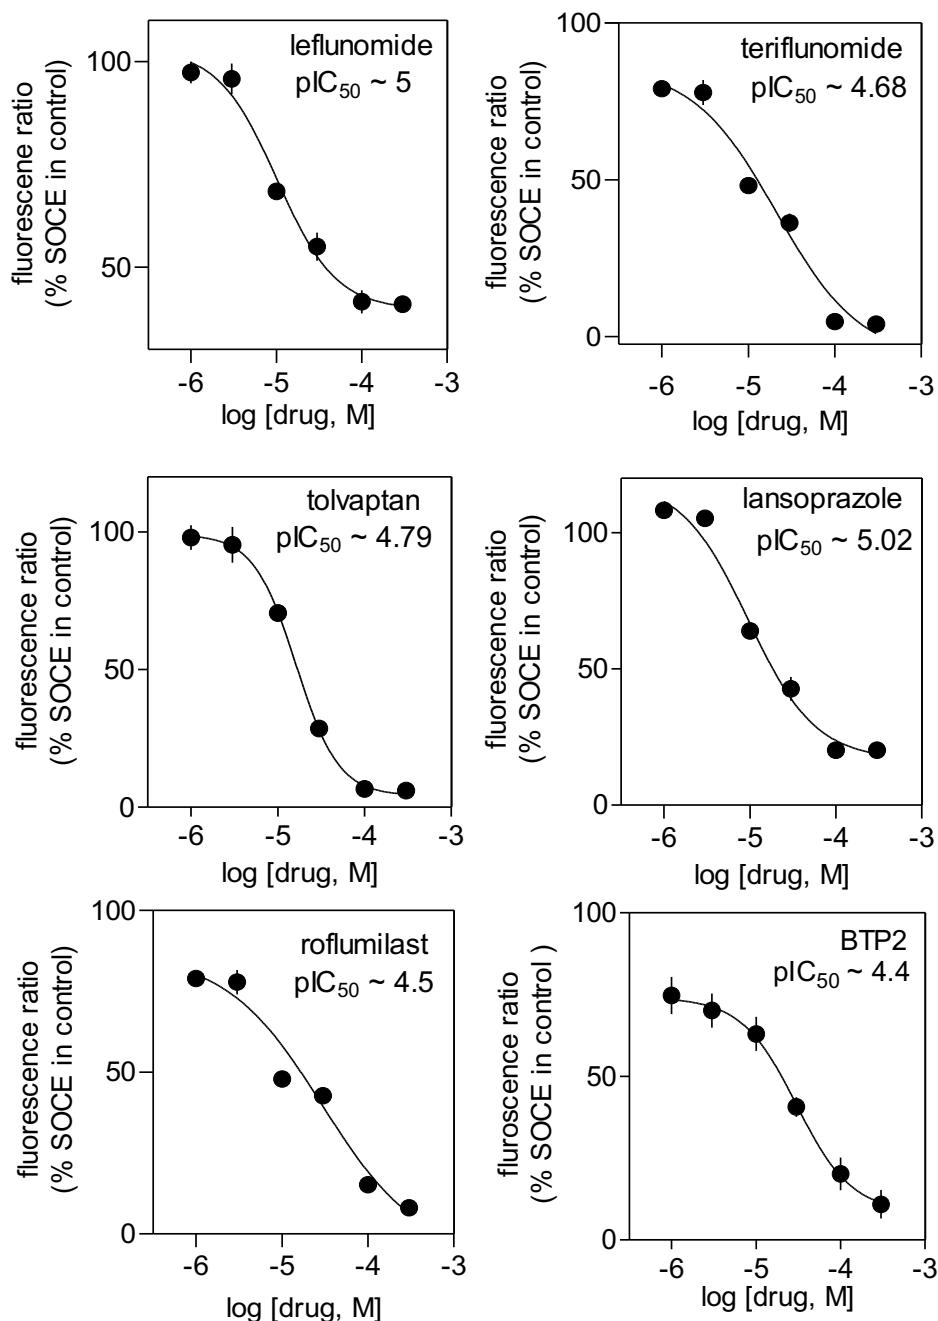 leflunomide
pIC50 ~ 5
fluorescene ratio
(% SOCE in control)
100
50
-6 -5 -4 -3
log [drug, M]
teriflunomide
pIC50 ~ 4.68
fluorescence ratio
(% SOCE in control)
100
50
0
-6 -5 -4 -3
log [drug, M]
tolvaptan
pIC50 ~ 4.79
fluorescence ratio
(% SOCE in control)
100
50
0
-6 -5 -4 -3
log [drug, M]
lansoprazole
pIC50 ~ 5.02
fluorescence ratio
(% SOCE in control)
100
50
0
-6 -5 -4 -3
log [drug, M]
roflumilast
pIC50 ~ 4.5
fluorescence ratio
(% SOCE in control)
100
50
0
-6 -5 -4 -3
log [drug, M]
BTP2
pIC50 ~ 4.4
fluroscence ratio
(% SOCE in control )
100
50
0
-6 -5 -4 -3
log [drug, M]